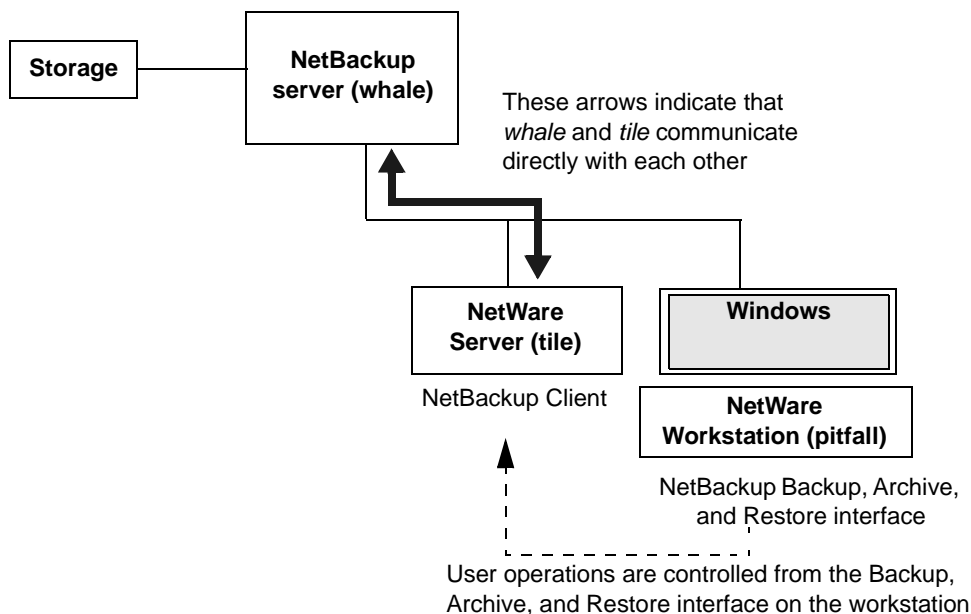 Storage
NetBackup
server (whale)
These arrows indicate that
whale and tile communicate
directly with each other
NetWare
Server (tile)
NetBackup Client
Windows
NetWare
Workstation (pitfall)
NetBackup Backup, Archive,
and Restore interface
User operations are controlled from the Backup,
Archive, and Restore interface on the workstation